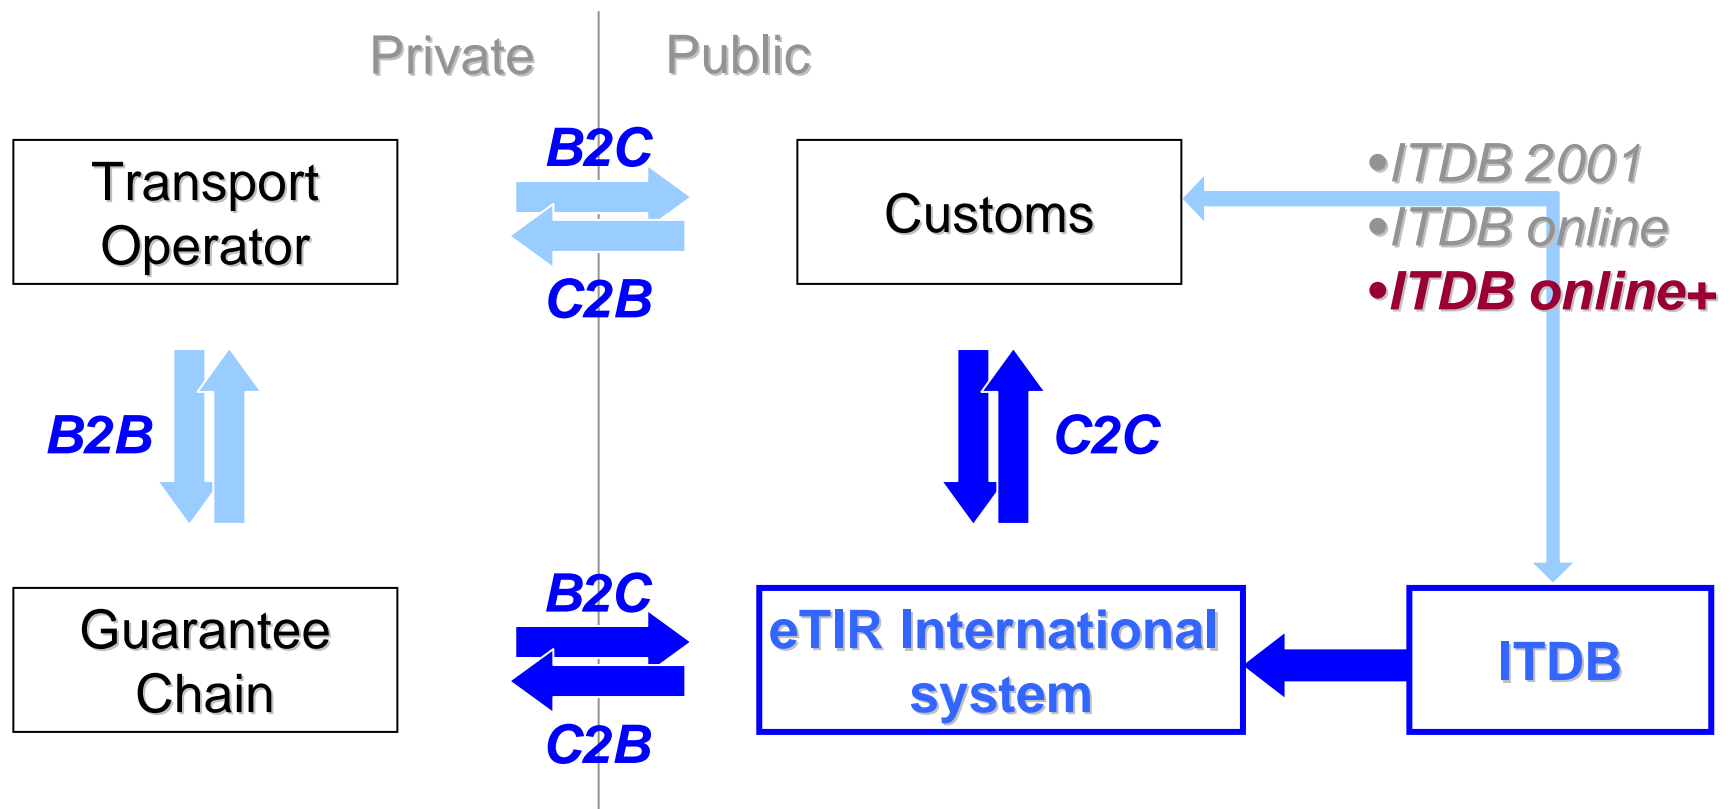 Private
Public
B2C
Transport
Operator
Customs
•ITDB 2001
•ITDB online
•ITDB online+
C2B
B2B
C2C
B2C
Guarantee
Chain
eTIR International
system
ITDB
C2B